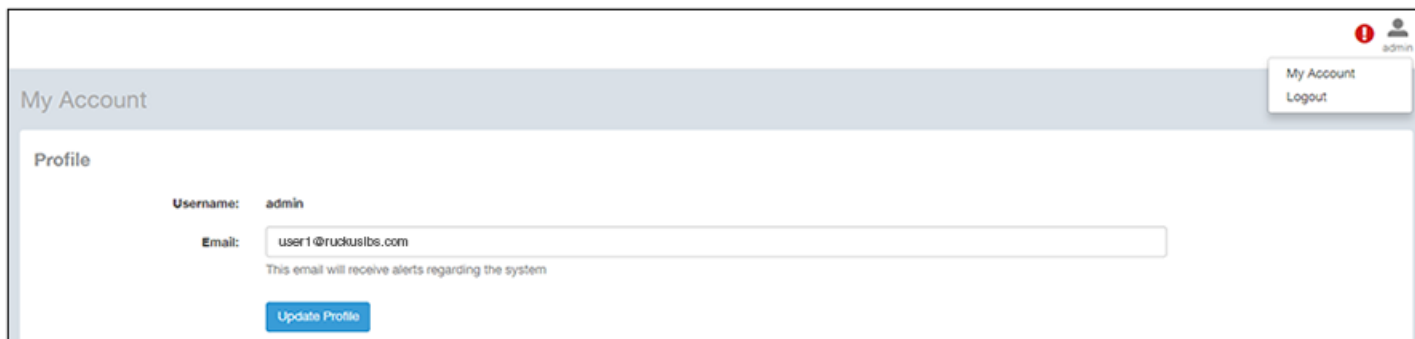 admin
My Account
Logout
My Account
Profile
Username: admin
Email: user1@ruckuslbs.com
This email will receive alerts regarding the system
Update Profile